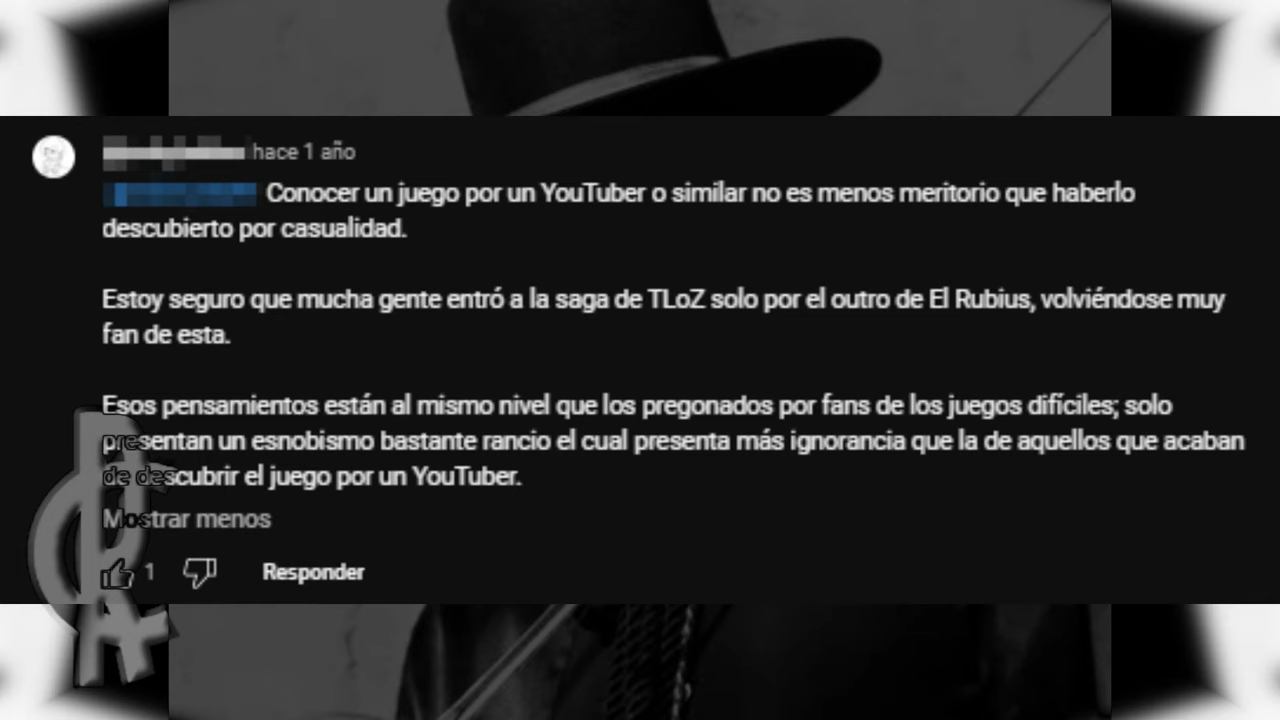 hace 1 año
Conocer un juego por un YouTuber o similar no es menos meritorio que haberlo
descubierto por casualidad.
Estoy seguro que mucha gente entró a la saga de TLoZ solo por el outro de El Rubius, volviéndose muy
fan de esta.
Esos pensamientos están al mismo nivel que los pregonados por fans de los juegos difíciles; solo
presentan un esnobismo bastante rancio el cual presenta más ignorancia que la de aquellos que acaban
de descubrir el juego por un YouTuber.
Mostrar menos
1
Responder